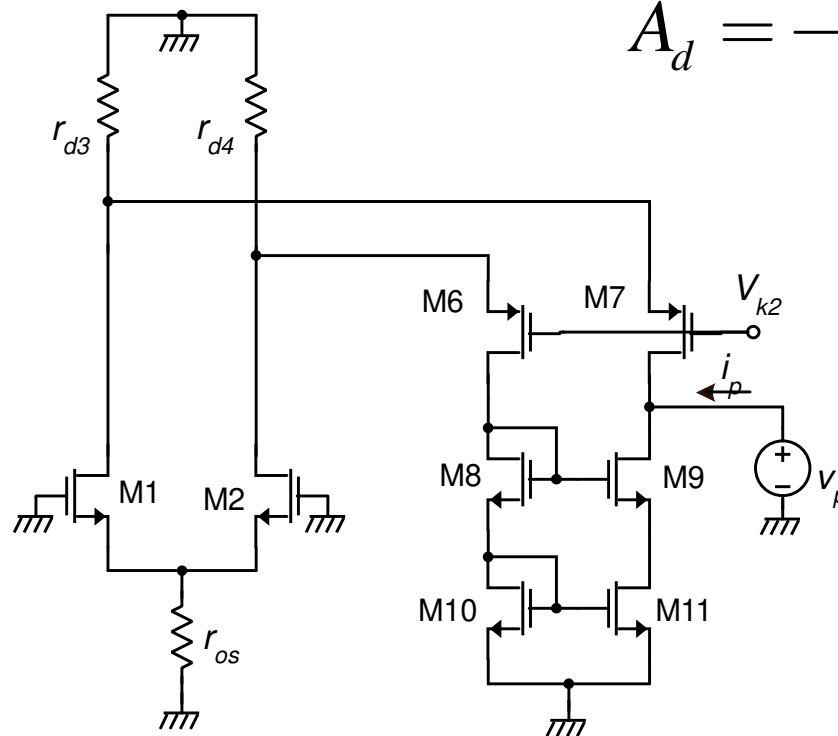 A_d = −
r_d3
r_d4
M6
M7
V_k2
i_p
M1
M2
M8
M9
+
−
v_p
M10
M11
r_os